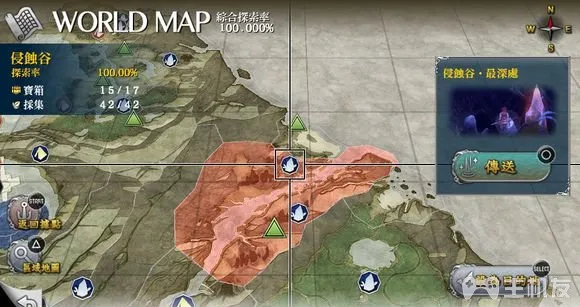 WORLD MAP 綜合探索率
100.000%
N
W E
S
侵蝕谷
探索率 100.00%
寶箱 15/17
採集 42/42
侵蝕谷・最深處
傳送
START
返回據點
區域地圖
SELECT
主机友